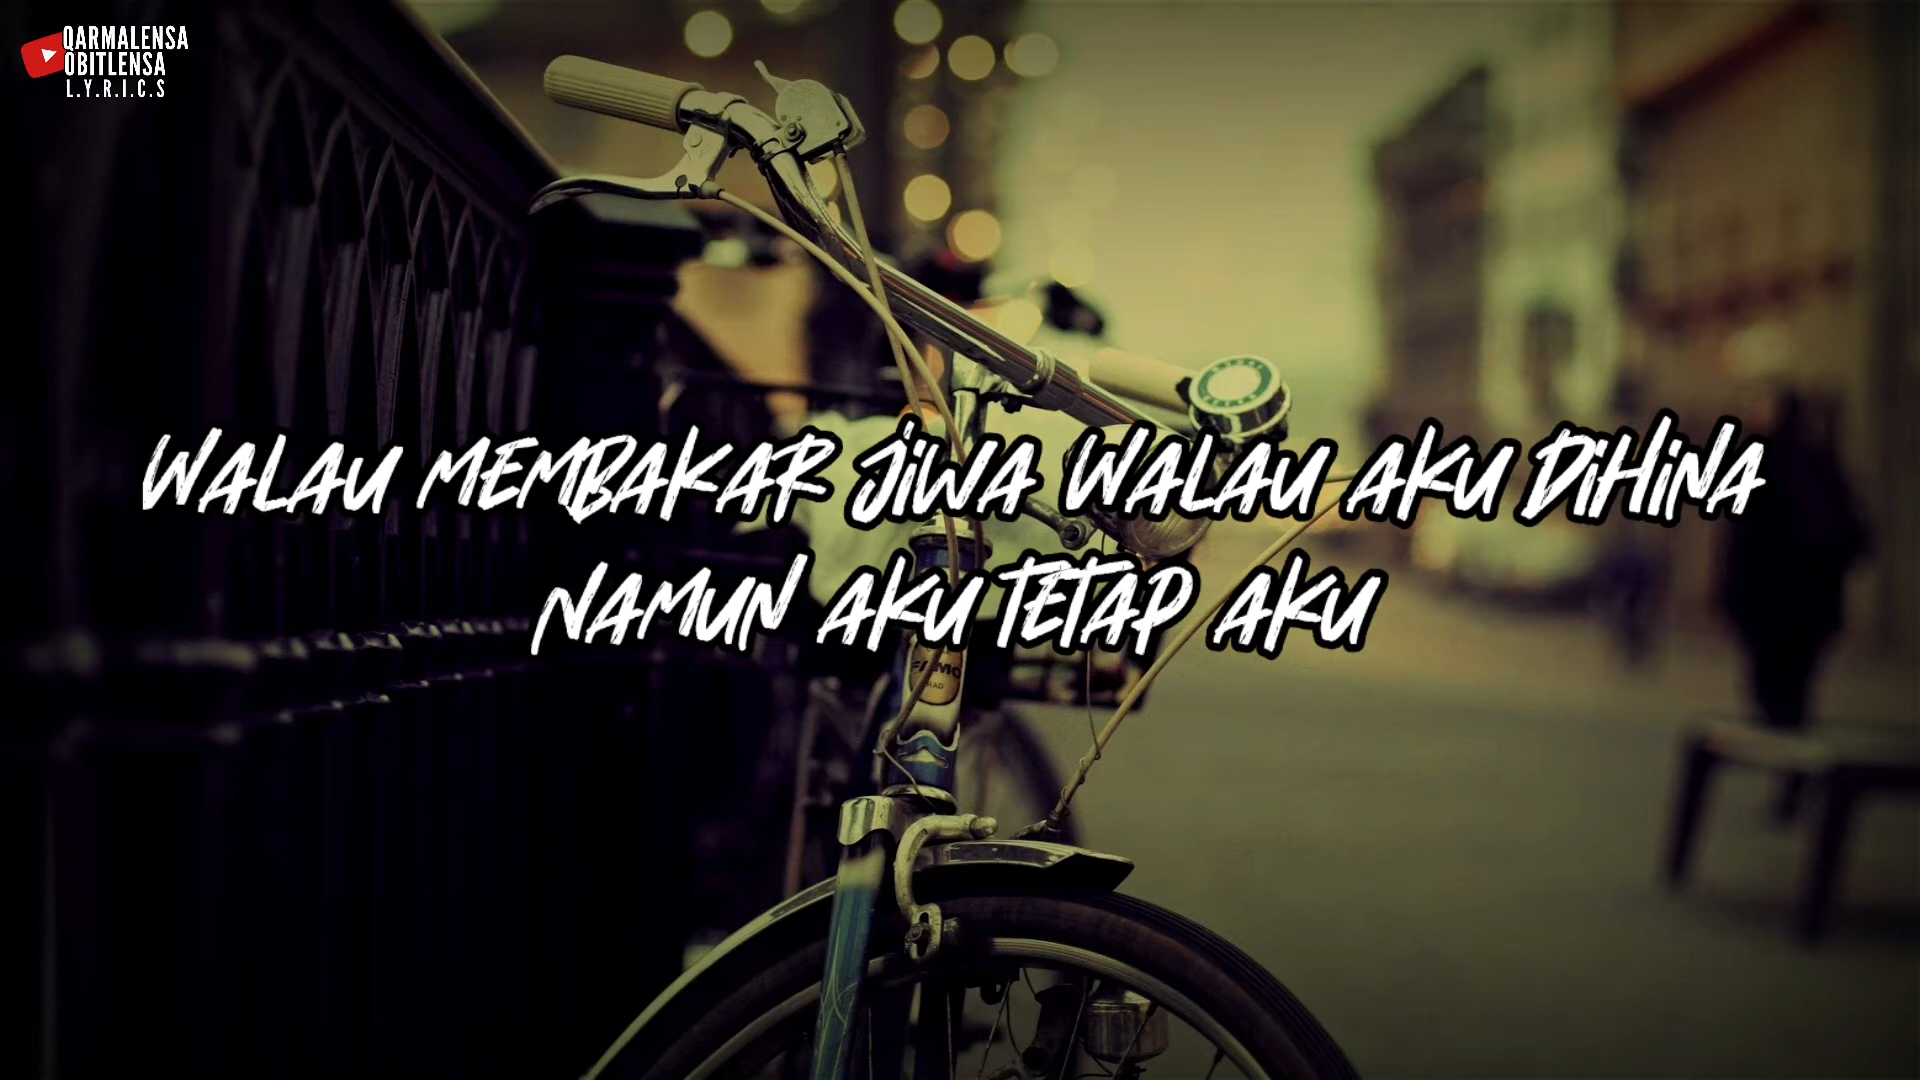 QARMALENSA
OBITLENSA
L.Y.R.I.C.S
WALAU MEMBAKAR JIWA WALAU AKU DIHINA
NAMUN AKU TETAP AKU